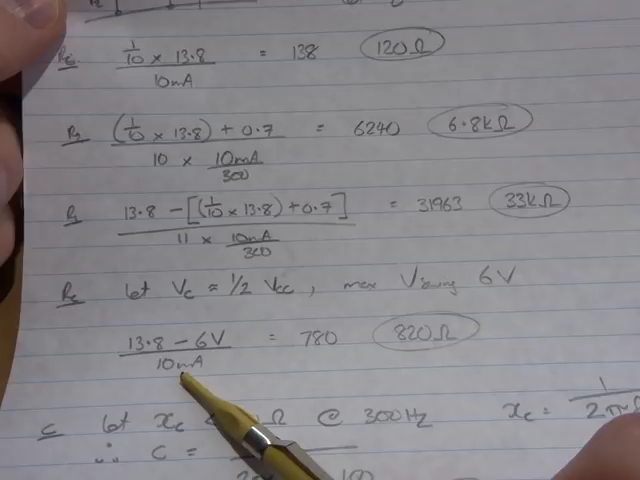 Re 1/10 × 13.8 / 10mA = 138 120Ω
R2 (1/10 × 13.8) + 0.7 / 10 × 10mA/300 = 6240 6.8kΩ
R1 13.8 - [(1/10 × 13.8) + 0.7] / 11 × 10mA/300 = 31963 33kΩ
Rc let Vc = 1/2 Vcc, max 6V
13.8 - 6V / 10mA = 780 820Ω
C let xc Ω @ 300Hz xc = 1/2π
∴ C =